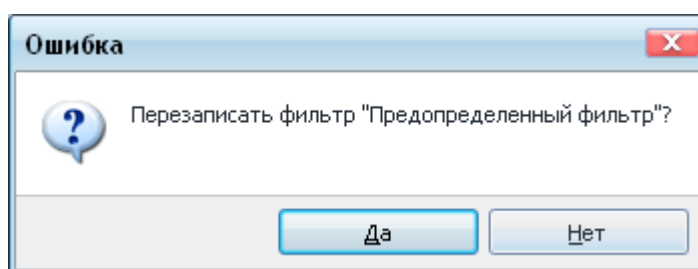 Ошибка
Перезаписать фильтр "Предопределенный фильтр"?
Да
Нет